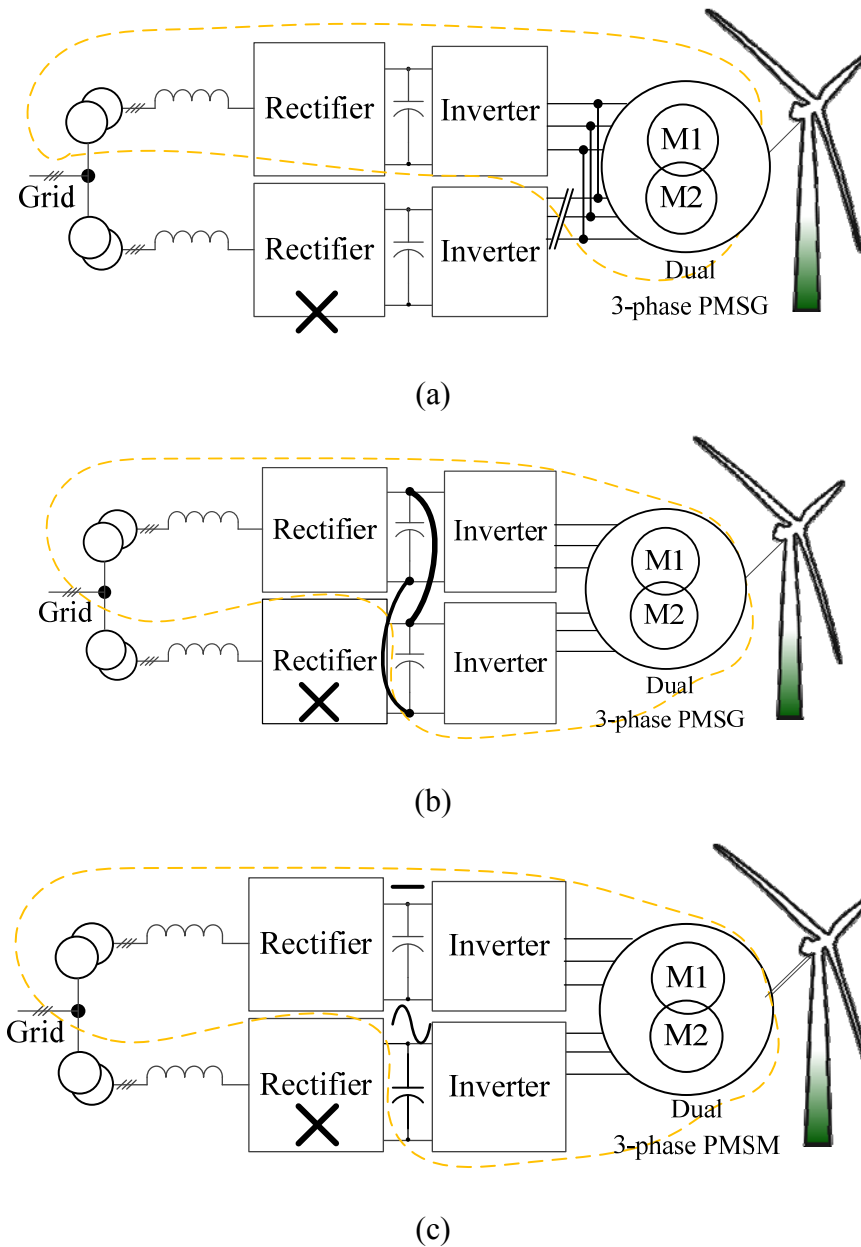 Rectifier
Inverter
M1
M2
Grid
Rectifier
Inverter
Dual
3-phase PMSG
(a)
Rectifier
Inverter
M1
M2
Grid
Rectifier
Inverter
Dual
3-phase PMSG
(b)
Rectifier
Inverter
M1
M2
Grid
Rectifier
Inverter
Dual
3-phase PMSM
(c)